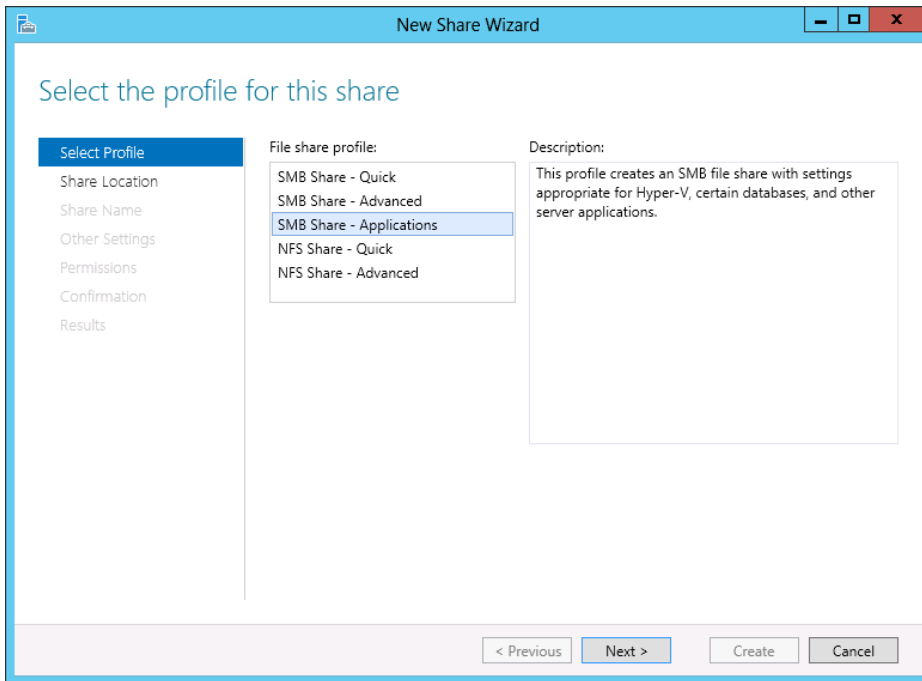 New Share Wizard
Select the profile for this share
Select Profile
Share Location
Share Name
Other Settings
Permissions
Confirmation
Results
File share profile:
SMB Share - Quick
SMB Share - Advanced
SMB Share - Applications
NFS Share - Quick
NFS Share - Advanced
Description:
This profile creates an SMB file share with settings
appropriate for Hyper-V, certain databases, and other
server applications.
< Previous
Next >
Create
Cancel